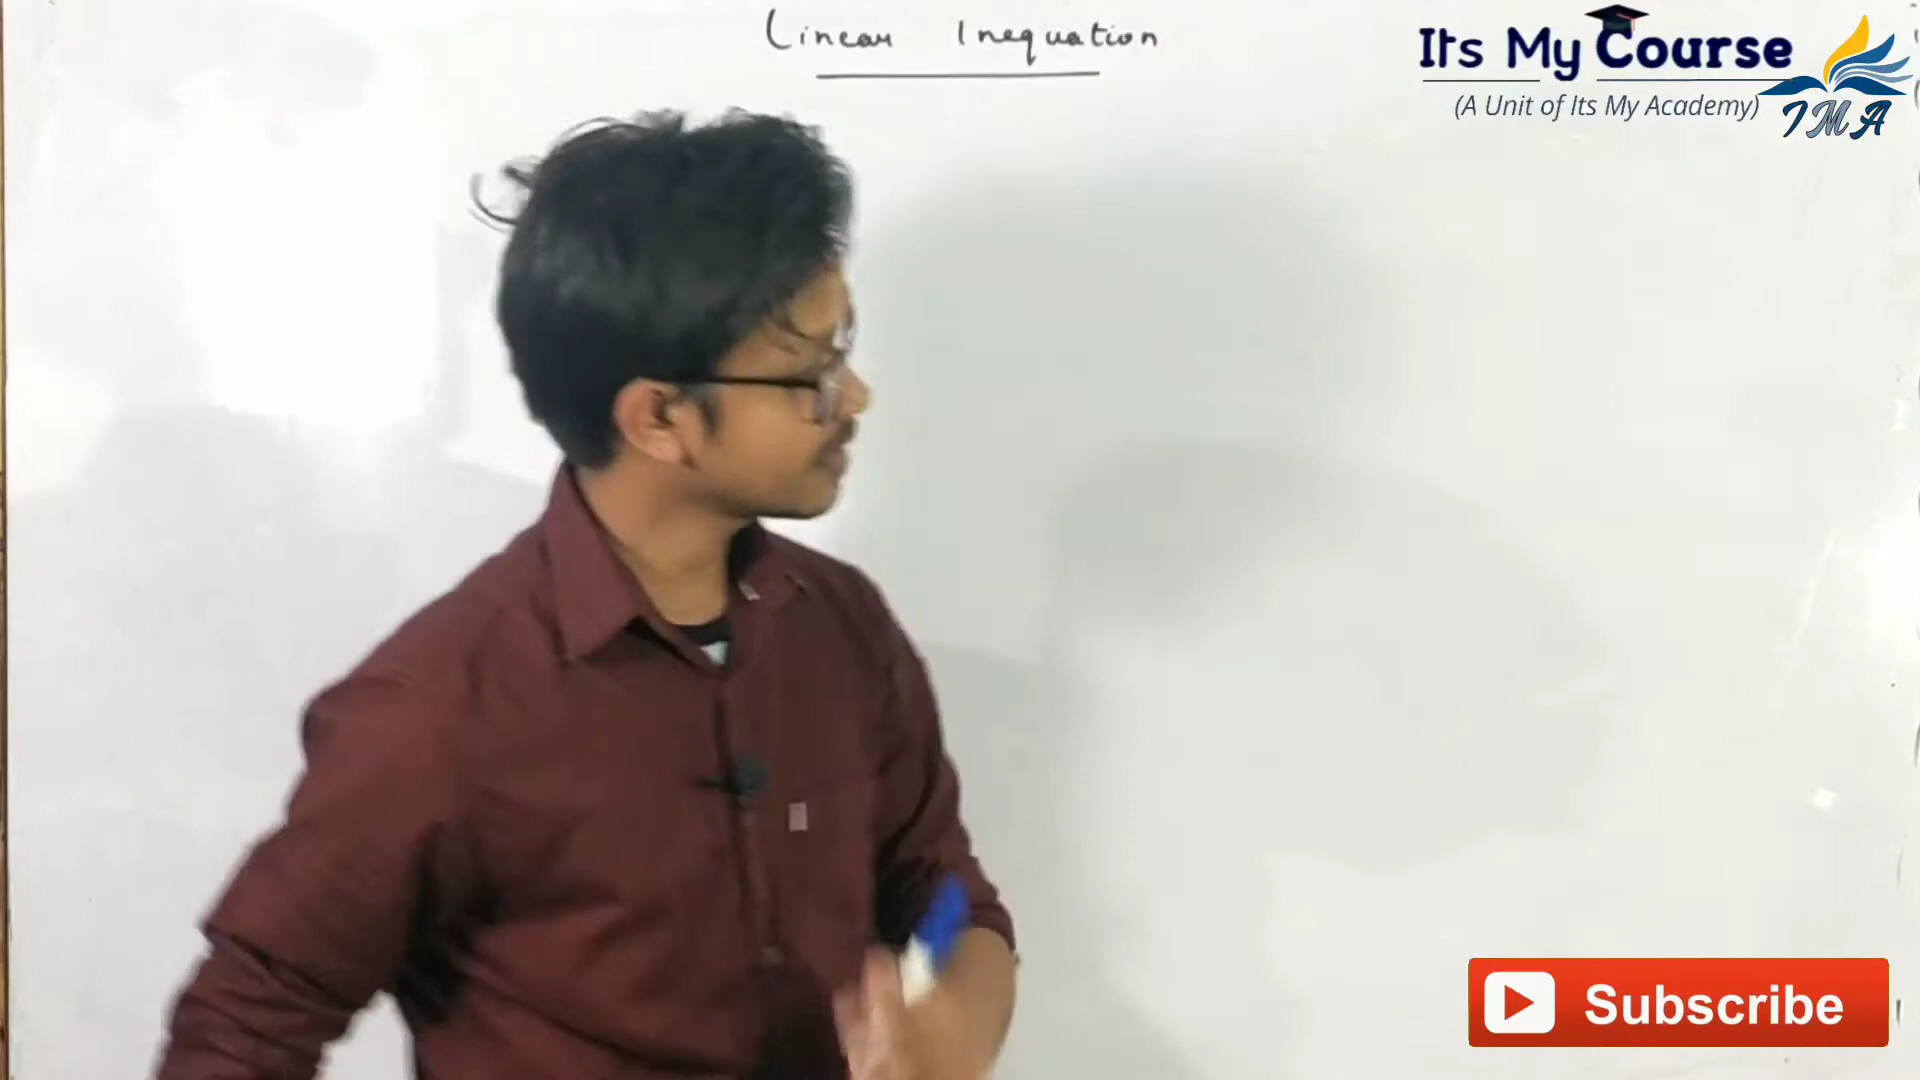 Linear Inequation
Its My Course
(A Unit of Its My Academy)
IMA
Subscribe